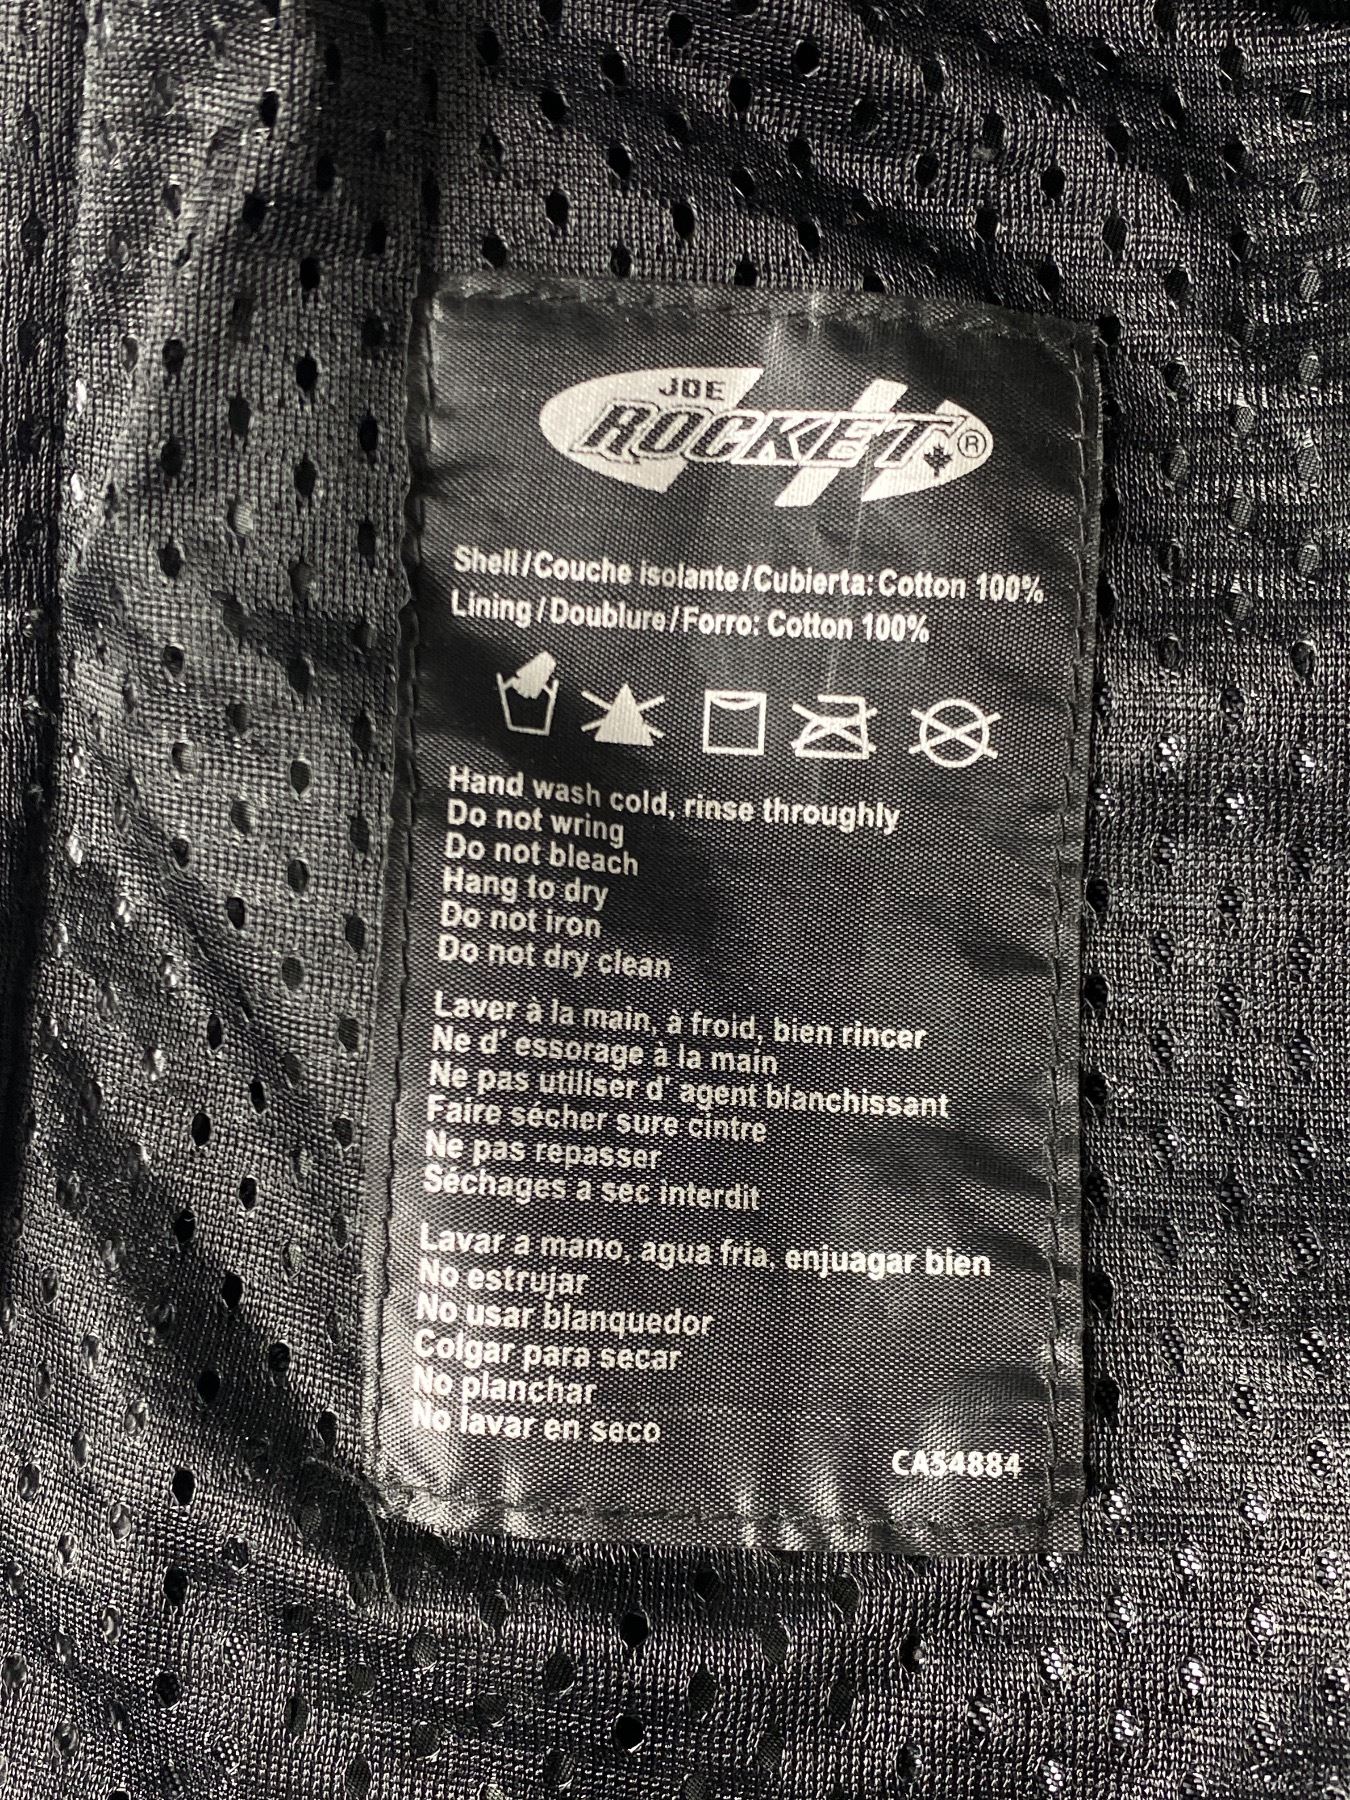 JOE
ROCKET®
Shell/Couche isolante/Cubierta: Cotton 100%
Lining/Doublure/Forro: Cotton 100%
Hand wash cold, rinse throughly
Do not wring
Do not bleach
Hang to dry
Do not iron
Do not dry clean
Laver à la main, à froid, bien rincer
Ne d' essorage à la main
Ne pas utiliser d' agent blanchissant
Faire sécher sure cintre
Ne pas repasser
Séchages a sec interdit
Lavar a mano, agua fria, enjuagar bien
No estrujar
No usar blanquedor
Colgar para secar
No planchar
No lavar en seco
CA54884